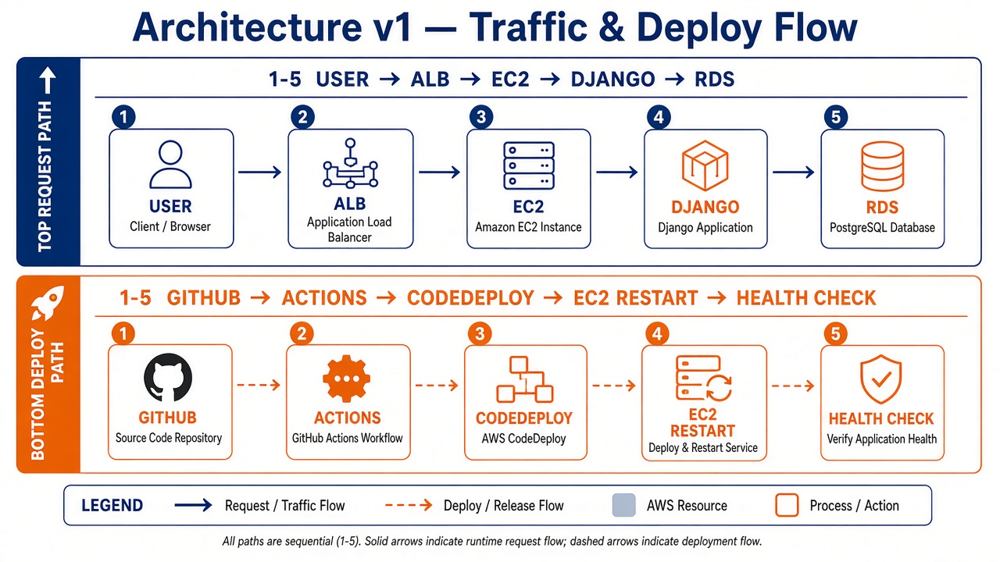 Architecture v1 — Traffic & Deploy Flow
TOP REQUEST PATH →
1-5 USER → ALB → EC2 → DJANGO → RDS
1
2
3
4
5
USER
Client / Browser
ALB
Application Load
Balancer
EC2
Amazon EC2 Instance
DJANGO
Django Application
RDS
PostgreSQL Database
BOTTOM DEPLOY
PATH
1-5 GITHUB → ACTIONS → CODEDEPLOY → EC2 RESTART → HEALTH CHECK
1
2
3
4
5
GITHUB
Source Code Repository
ACTIONS
GitHub Actions Workflow
CODEDEPLOY
AWS CodeDeploy
EC2
RESTART
Deploy & Restart Service
HEALTH CHECK
Verify Application Health
LEGEND
Request / Traffic Flow
Deploy / Release Flow
AWS Resource
Process / Action
All paths are sequential (1-5). Solid arrows indicate runtime request flow; dashed arrows indicate deployment flow.